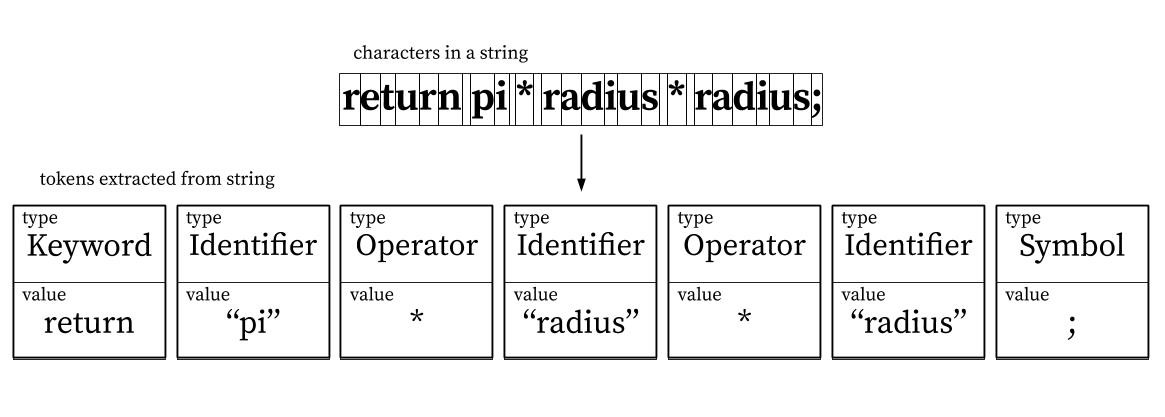 characters in a string
return pi * radius * radius;
tokens extracted from string
type
Keyword
value
return
type
Identifier
value
“pi”
type
Operator
value
*
type
Identifier
value
“radius”
type
Operator
value
*
type
Identifier
value
“radius”
type
Symbol
value
;